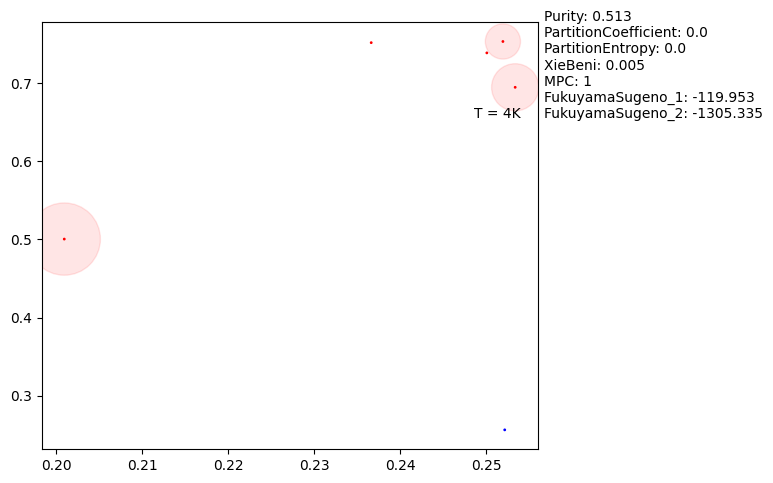 Purity: 0.513
PartitionCoefficient: 0.0
PartitionEntropy: 0.0
XieBeni: 0.005
MPC: 1
FukuyamaSugeno_1: -119.953
FukuyamaSugeno_2: -1305.335
T = 4K
0.7
0.6
0.5
0.4
0.3
0.20 0.21 0.22 0.23 0.24 0.25